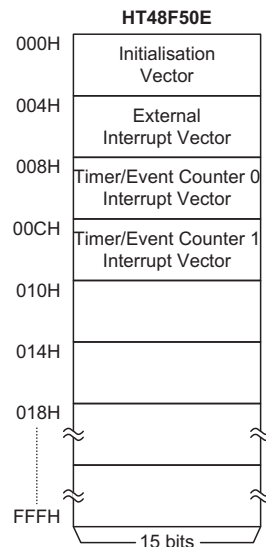 HT48F50E
000H
Initialisation
Vector
004H
External
Interrupt Vector
008H
Timer/Event Counter 0
Interrupt Vector
00CH
Timer/Event Counter 1
Interrupt Vector
010H
014H
018H
FFFH
15 bits